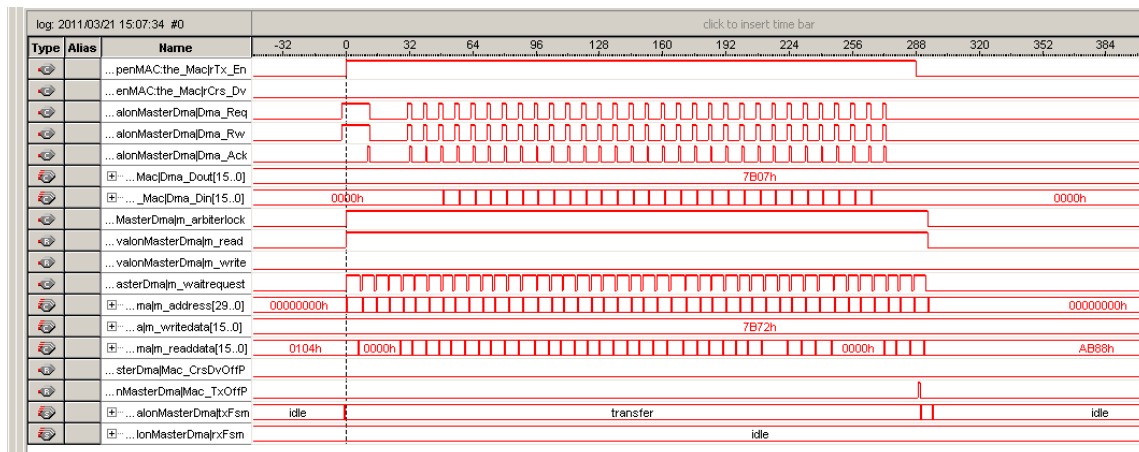 log: 2011/03/21 15:07:34 #0 click to insert time bar
Type Alias Name -32 0 32 64 96 128 160 192 224 256 288 320 352 384
...penMAC:the_Mac|rTx_En
...enMAC:the_Mac|rCrs_Dv
...alonMasterDma|Dma_Req
...alonMasterDma|Dma_Rw
...alonMasterDma|Dma_Ack
...Mac|Dma_Dout[15..0] 7B07h
..._Mac|Dma_Din[15..0] 0000h 0000h
...MasterDma|m_arbiterlock
...valonMasterDma|m_read
...valonMasterDma|m_write
...asterDma|m_waitrequest
...ma|m_address[29..0] 00000000h 00000000h
...a|m_writedata[15..0] 7B72h
...ma|m_readdata[15..0] 0104h 0000h 0000h AB88h
...sterDma|Mac_CrsDvOffP
...nMasterDma|Mac_TxOffP
...alonMasterDma|txFsm idle transfer idle
...lonMasterDma|rxFsm idle